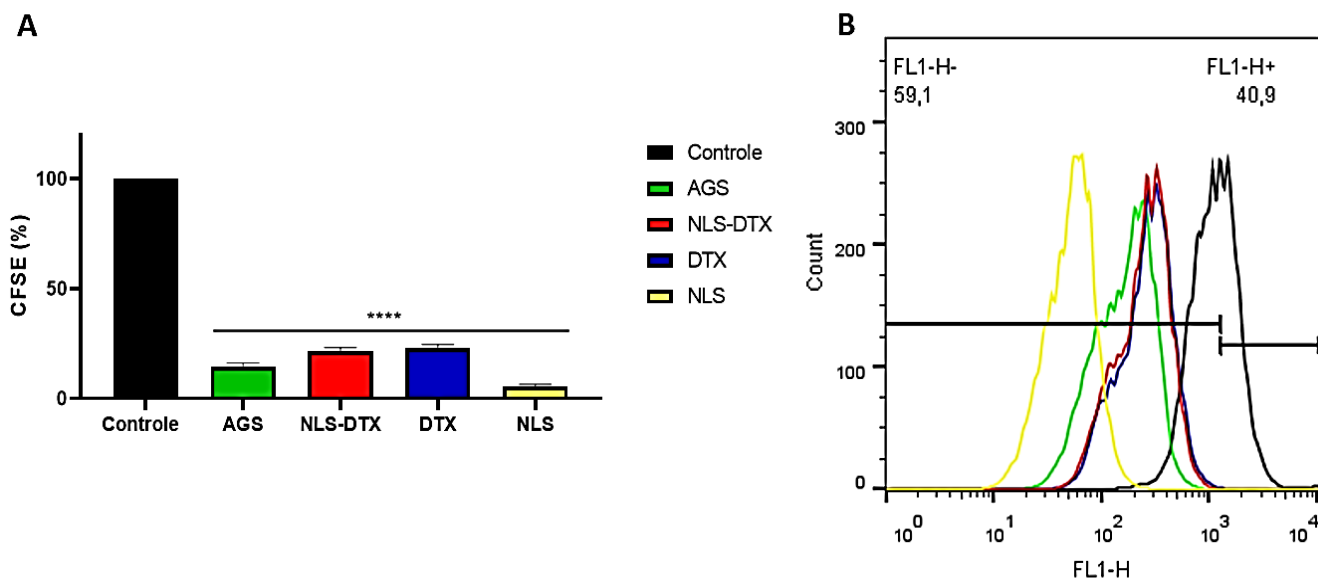 A
CFSE (%)
100
50
0
****
Controle
AGS
NLS-DTX
DTX
NLS
Controle
AGS
NLS-DTX
DTX
NLS
B
FL1-H-
59,1
FL1-H+
40,9
Count
300
200
100
0
10⁰
10¹
10²
10³
10⁴
FL1-H